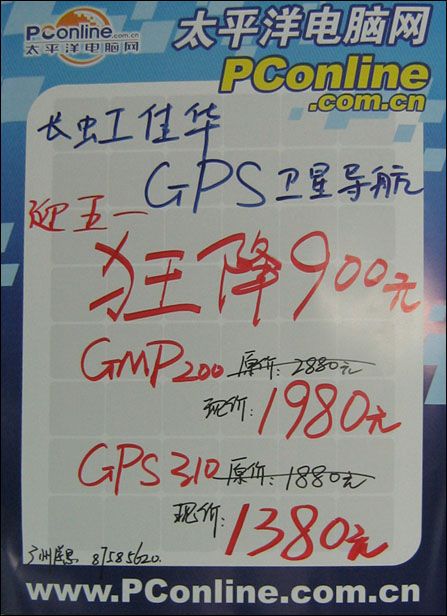 PConline.com.cn
太平洋电脑网
太平洋电脑网
PConline
.com.cn
长虹佳华
GPS卫星导航
迎五一
狂降900元
GMP200 原价:2880元
现价:1980元
GPS310 原价:1880元
现价:1380元
广州 87585620
www.PConline.com.cn